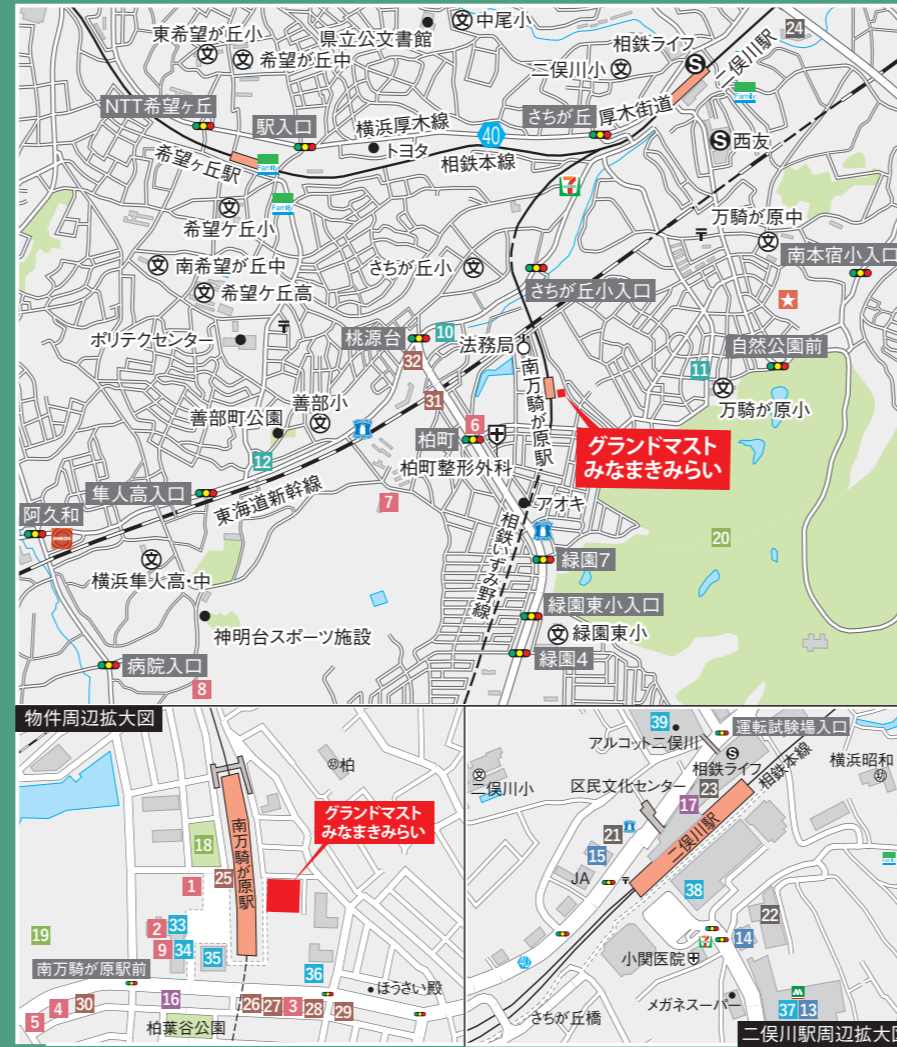 中尾小
東希望が丘小
希望が丘中
県立公文書館
相鉄ライフ
24
二俣川小
二俣川駅
Family
NTT希望ヶ丘
駅入口
横浜厚木線
40
さちが丘
厚木街道
トヨタ
相鉄本線
西友
希望ヶ丘駅
Family
Family
7
希望ケ丘小
万騎が原中
南希望が丘中
さちが丘小
南本宿小入口
希望ケ丘高
さちが丘小入口
ポリテクセンター
桃源台
10
法務局
自然公園前
32
南万騎が原駅
11
31
万騎が原小
善部町公園
善部小
柏町
6
グランドマスト
みなまきみらい
柏町整形外科
12
隼人高入口
東海道新幹線
7
アオキ
阿久和
ENEOS
20
相鉄いずみ野線
緑園7
横浜隼人高・中
緑園東小入口
神明台スポーツ施設
緑園東小
緑園4
病院入口
8
物件周辺拡大図
幼柏
グランドマスト
みなまきみらい
南万騎が原駅
18
25
1
2
33
19
9
34
35
南万騎が原駅前
36
ほうさい殿
16
4
30
26
27
3
28
29
5
柏葉谷公園
39
運転試験場入口
アルコット二俣川
相鉄ライフ
相鉄本線
横浜昭和
幼
二俣川小
区民文化センター
23
17
21
二俣川駅
15
JA
Family
38
22
14
小関医院
7
40
メガネスーパー
さちが丘橋
37
13
二俣川駅周辺拡大図